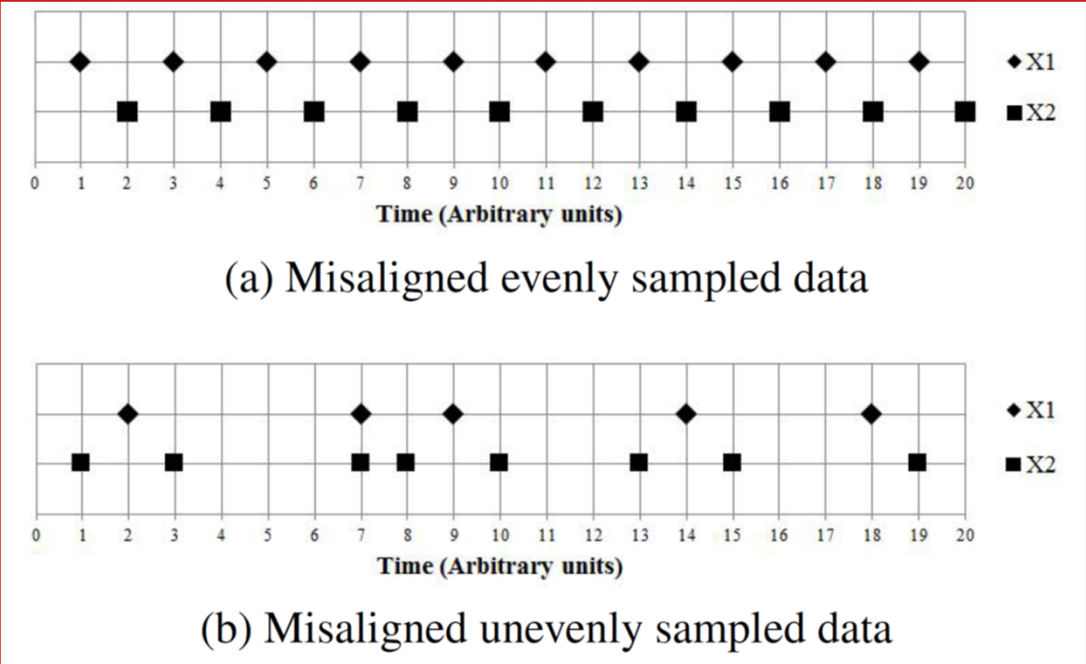 X1
X2
0 1 2 3 4 5 6 7 8 9 10 11 12 13 14 15 16 17 18 19 20
Time (Arbitrary units)
(a) Misaligned evenly sampled data
X1
X2
0 1 2 3 4 5 6 7 8 9 10 11 12 13 14 15 16 17 18 19 20
Time (Arbitrary units)
(b) Misaligned unevenly sampled data